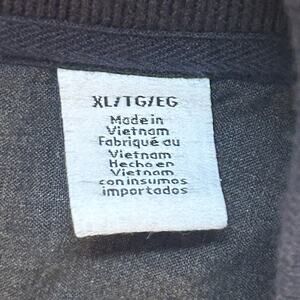 XL/TG/EG
Made in
Vietnam
Fabriqué au
Vietnam
Hecho en
Vietnam
con insumos
importados